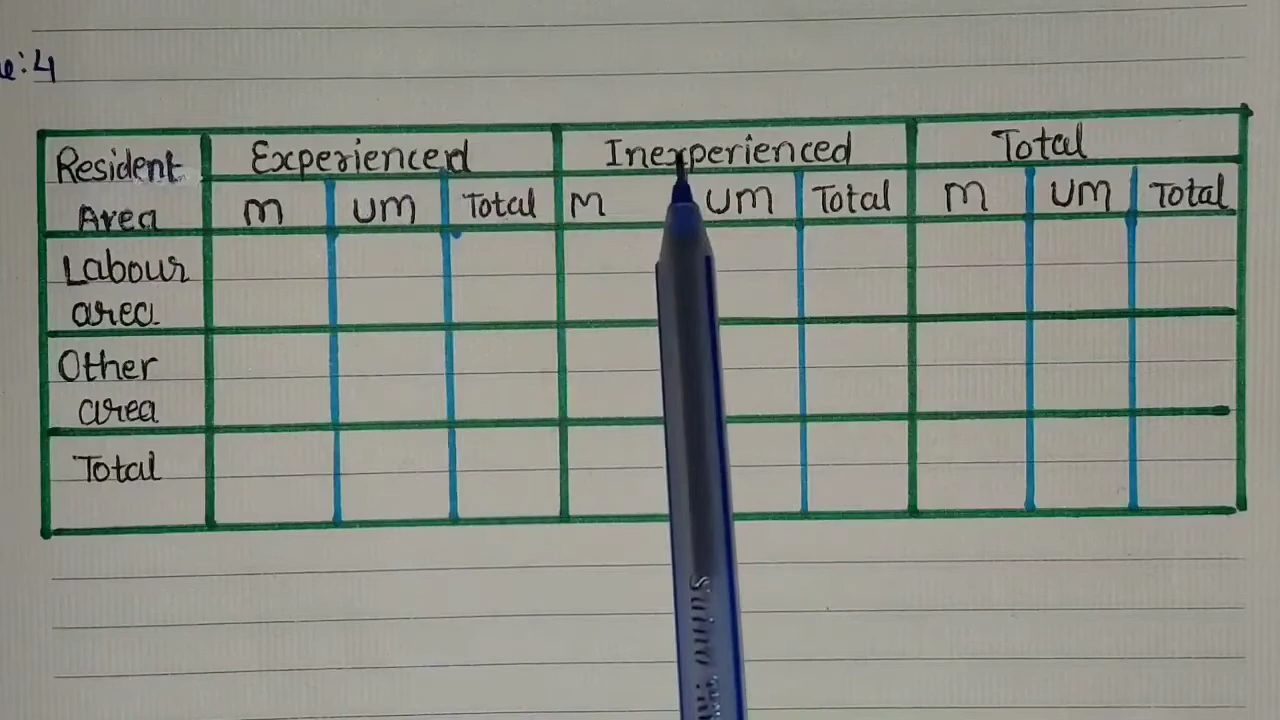 :4
Resident Area Experienced Inexperienced Total
M UM Total M UM Total M UM Total
Labour area
Other area
Total